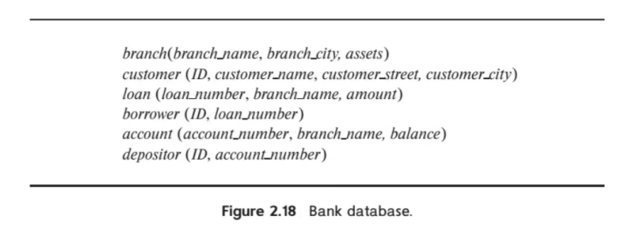 branch(branch_name, branch_city, assets)
customer (ID, customer_name, customer_street, customer_city)
loan (loan_number, branch_name, amount)
borrower (ID, loan_number)
account (account_number, branch_name, balance)
depositor (ID, account_number)
Figure 2.18 Bank database.